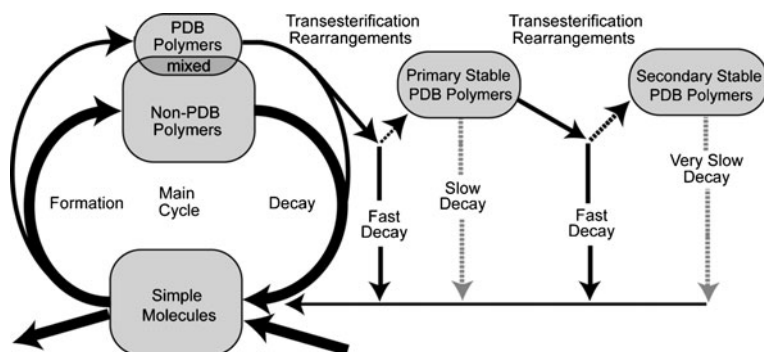 PDB
Polymers
mixed
Non-PDB
Polymers
Formation
Main
Cycle
Decay
Simple
Molecules
Transesterification
Rearrangements
Primary Stable
PDB Polymers
Fast
Decay
Slow
Decay
Transesterification
Rearrangements
Secondary Stable
PDB Polymers
Fast
Decay
Very Slow
Decay